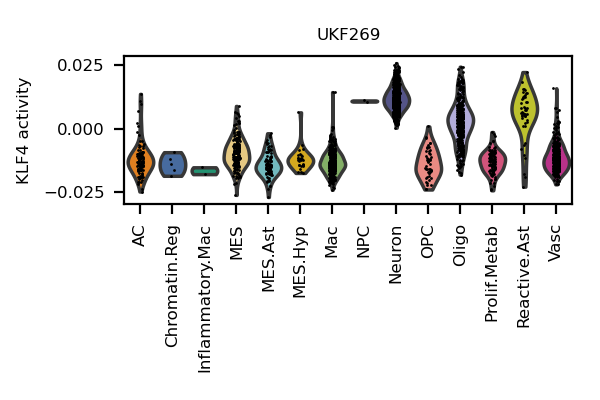 UKF269
KLF4 activity
0.025
0.000
−0.025
AC
Chromatin.Reg
Inflammatory.Mac
MES
MES.Ast
MES.Hyp
Mac
NPC
Neuron
OPC
Oligo
Prolif.Metab
Reactive.Ast
Vasc